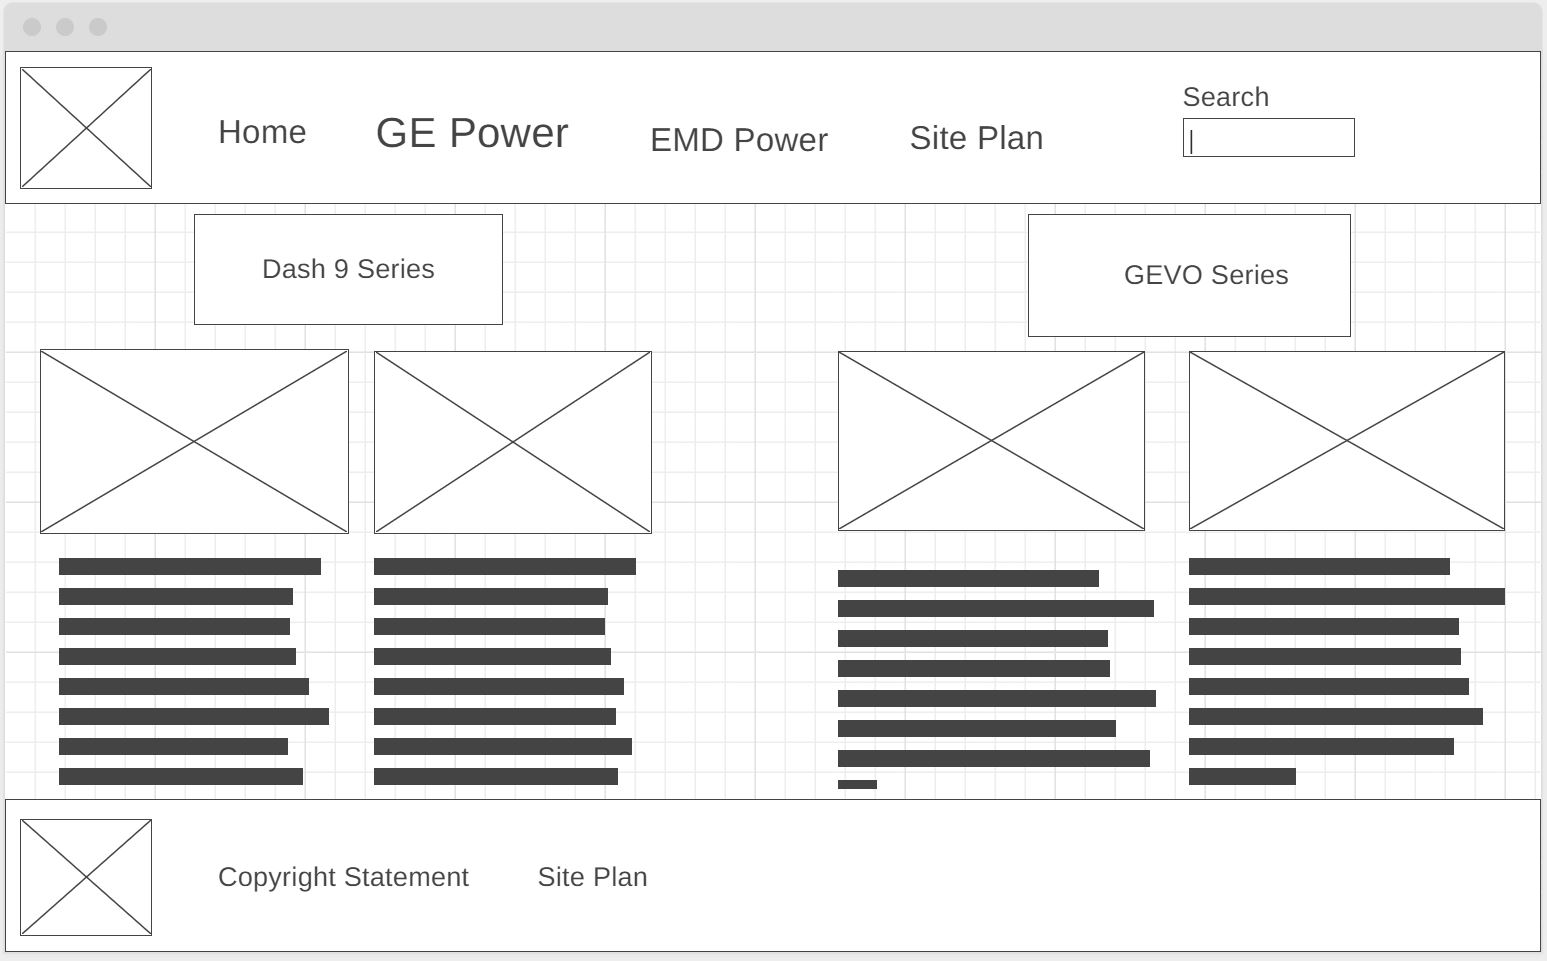 Home
GE Power
EMD Power
Site Plan
Search
Dash 9 Series
GEVO Series
Copyright Statement
Site Plan